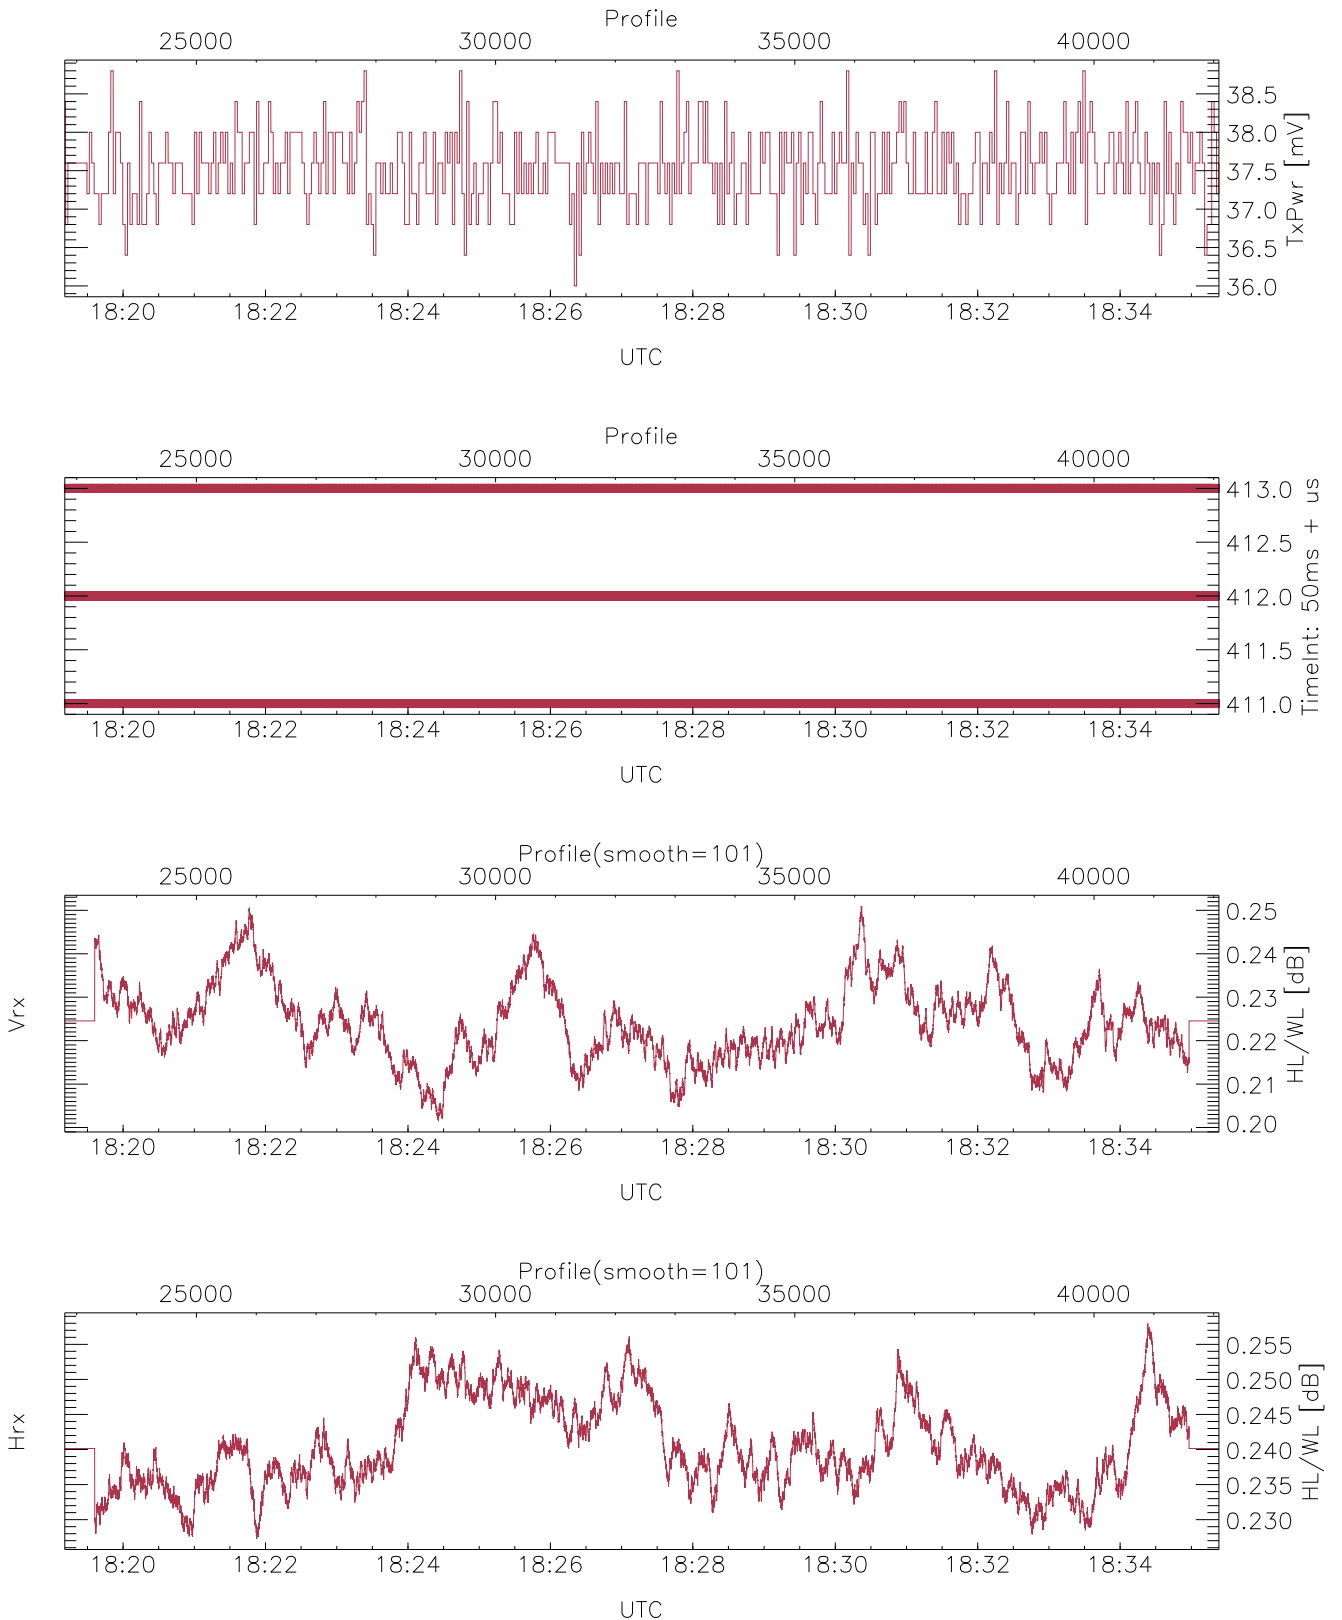 Profile
25000 30000 35000 40000
38.5
38.0
37.5
37.0
36.5
36.0
TxPwr [mV]
18:20 18:22 18:24 18:26 18:28 18:30 18:32 18:34
UTC
Profile
25000 30000 35000 40000
413.0
412.5
412.0
411.5
411.0
TimeInt: 50ms + us
18:20 18:22 18:24 18:26 18:28 18:30 18:32 18:34
UTC
Profile(smooth=101)
25000 30000 35000 40000
Vrx
0.25
0.24
0.23
0.22
0.21
0.20
HL/WL [dB]
18:20 18:22 18:24 18:26 18:28 18:30 18:32 18:34
UTC
Profile(smooth=101)
25000 30000 35000 40000
Hrx
0.255
0.250
0.245
0.240
0.235
0.230
HL/WL [dB]
18:20 18:22 18:24 18:26 18:28 18:30 18:32 18:34
UTC